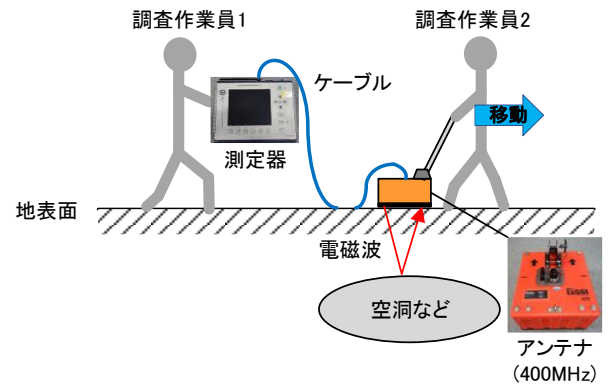 調査作業員1
調査作業員2
ケーブル
移動
測定器
地表面
電磁波
空洞など
GSSI
アンテナ
(400MHz)